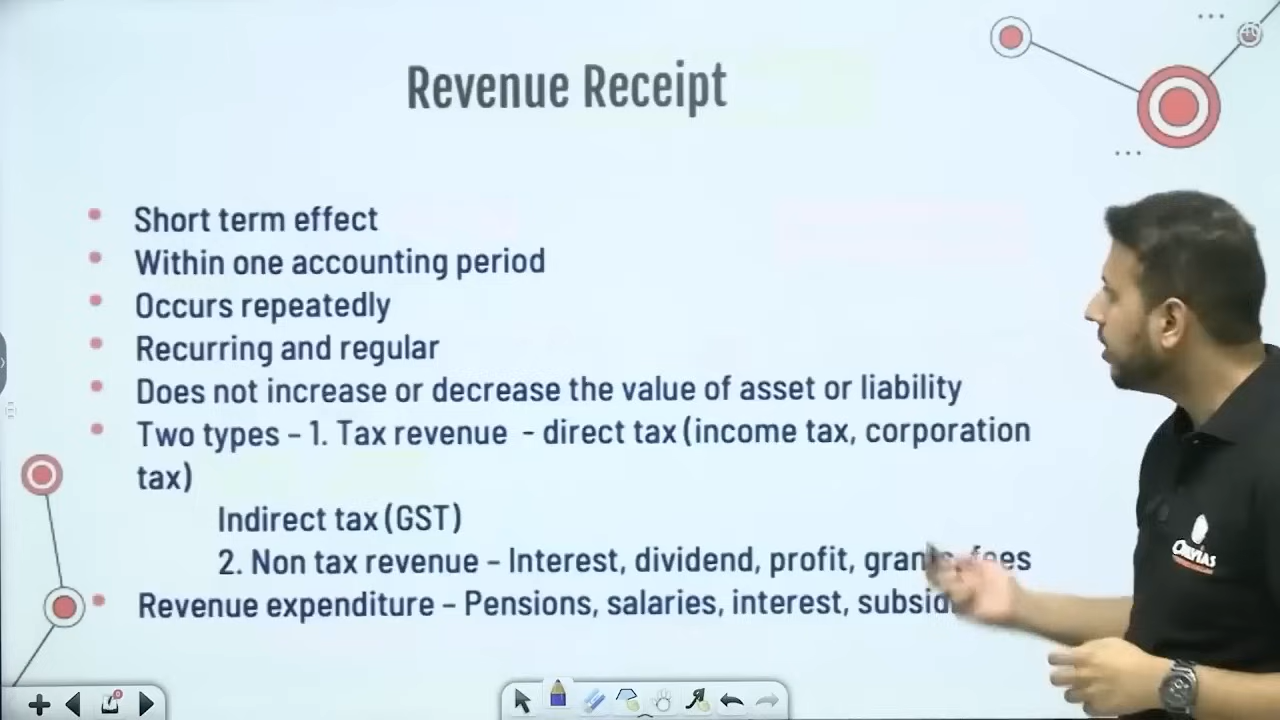 Revenue Receipt
• Short term effect
• Within one accounting period
• Occurs repeatedly
• Recurring and regular
• Does not increase or decrease the value of asset or liability
• Two types – 1. Tax revenue - direct tax (income tax, corporation
tax)
Indirect tax (GST)
2. Non tax revenue – Interest, dividend, profit, fees
• Revenue expenditure – Pensions, salaries, interest,